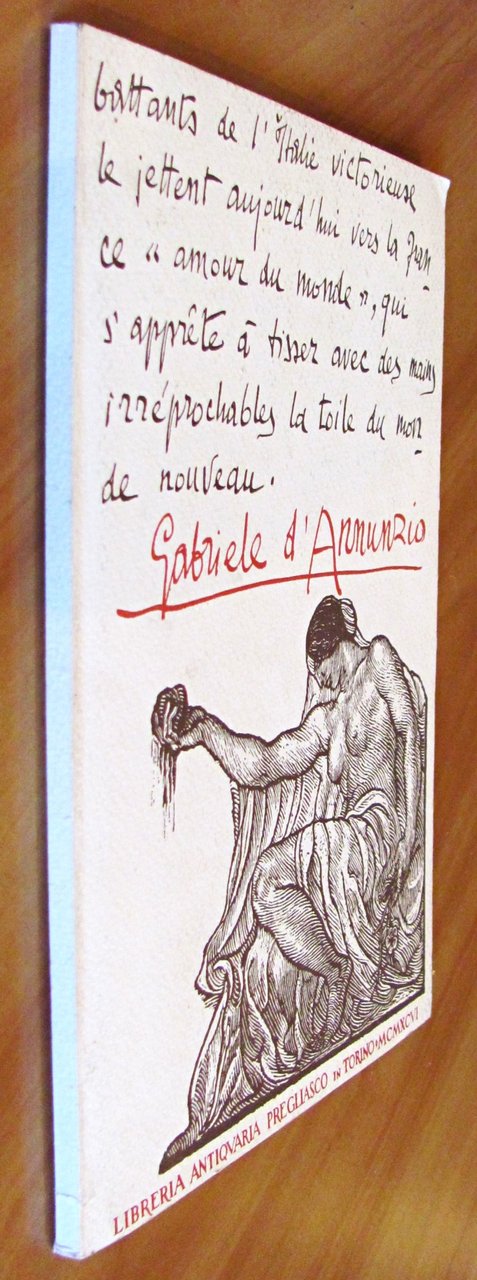 battants de l'Italie victorieuse
le jettent aujourd'hui vers la Fran
ce " amour du monde ", qui
s'apprête à tisser avec des mains
irréprochables la toile du mon
de nouveau.
Gabriele d'Annunzio
LIBRERIA ANTIQVARIA PREGLIASCO IN TORINO • MCMXCVI